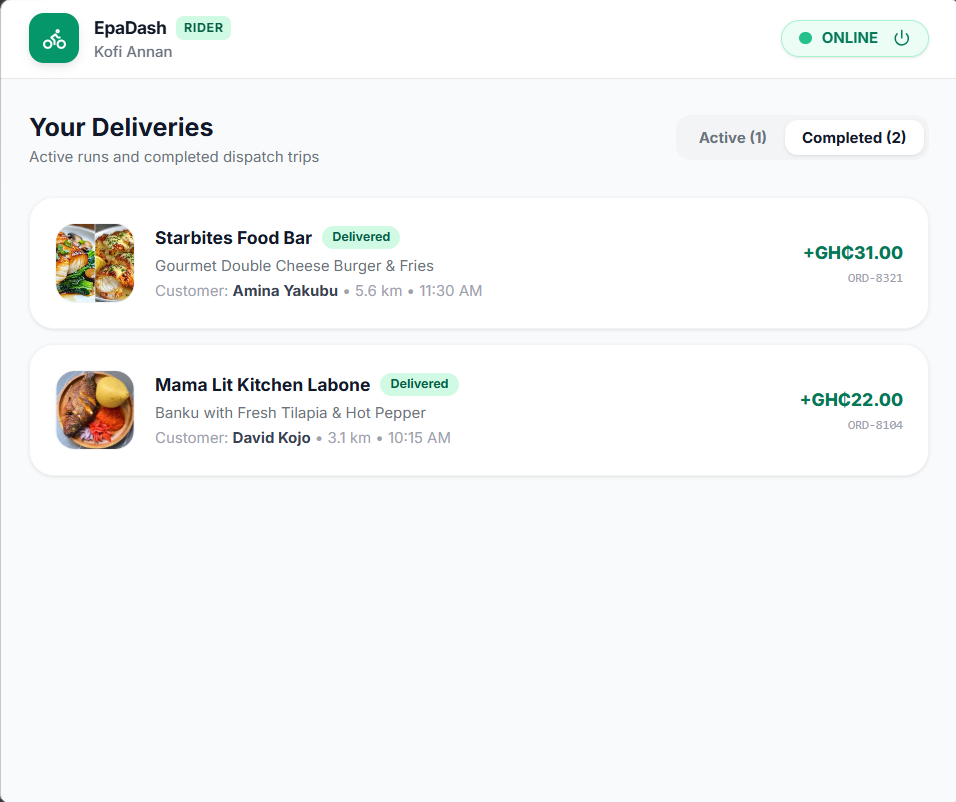 EpaDash RIDER
Kofi Annan
ONLINE
Your Deliveries
Active runs and completed dispatch trips
Active (1)
Completed (2)
Starbites Food Bar Delivered
Gourmet Double Cheese Burger & Fries
Customer: Amina Yakubu • 5.6 km • 11:30 AM
+GH₵31.00
ORD-8321
Mama Lit Kitchen Labone Delivered
Banku with Fresh Tilapia & Hot Pepper
Customer: David Kojo • 3.1 km • 10:15 AM
+GH₵22.00
ORD-8104